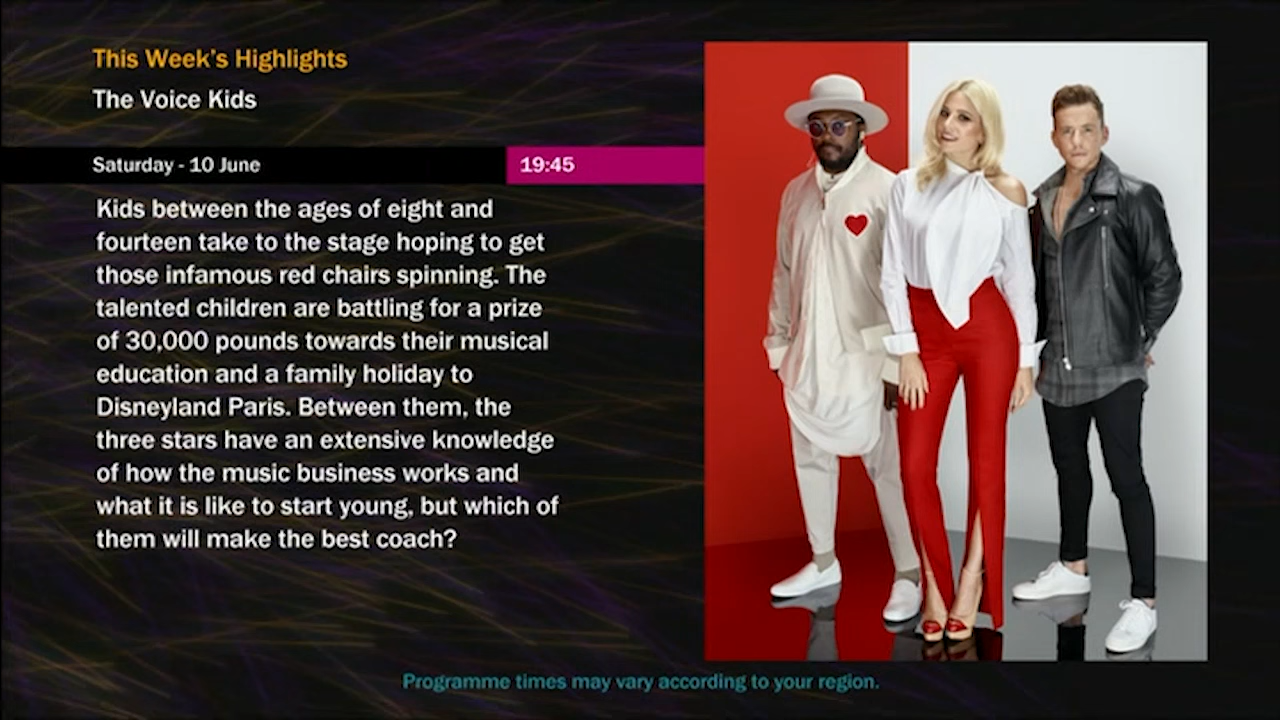 This Week's Highlights
The Voice Kids
Saturday - 10 June
19:45
Kids between the ages of eight and
fourteen take to the stage hoping to get
those infamous red chairs spinning. The
talented children are battling for a prize
of 30,000 pounds towards their musical
education and a family holiday to
Disneyland Paris. Between them, the
three stars have an extensive knowledge
of how the music business works and
what it is like to start young, but which of
them will make the best coach?
Programme times may vary according to your region.